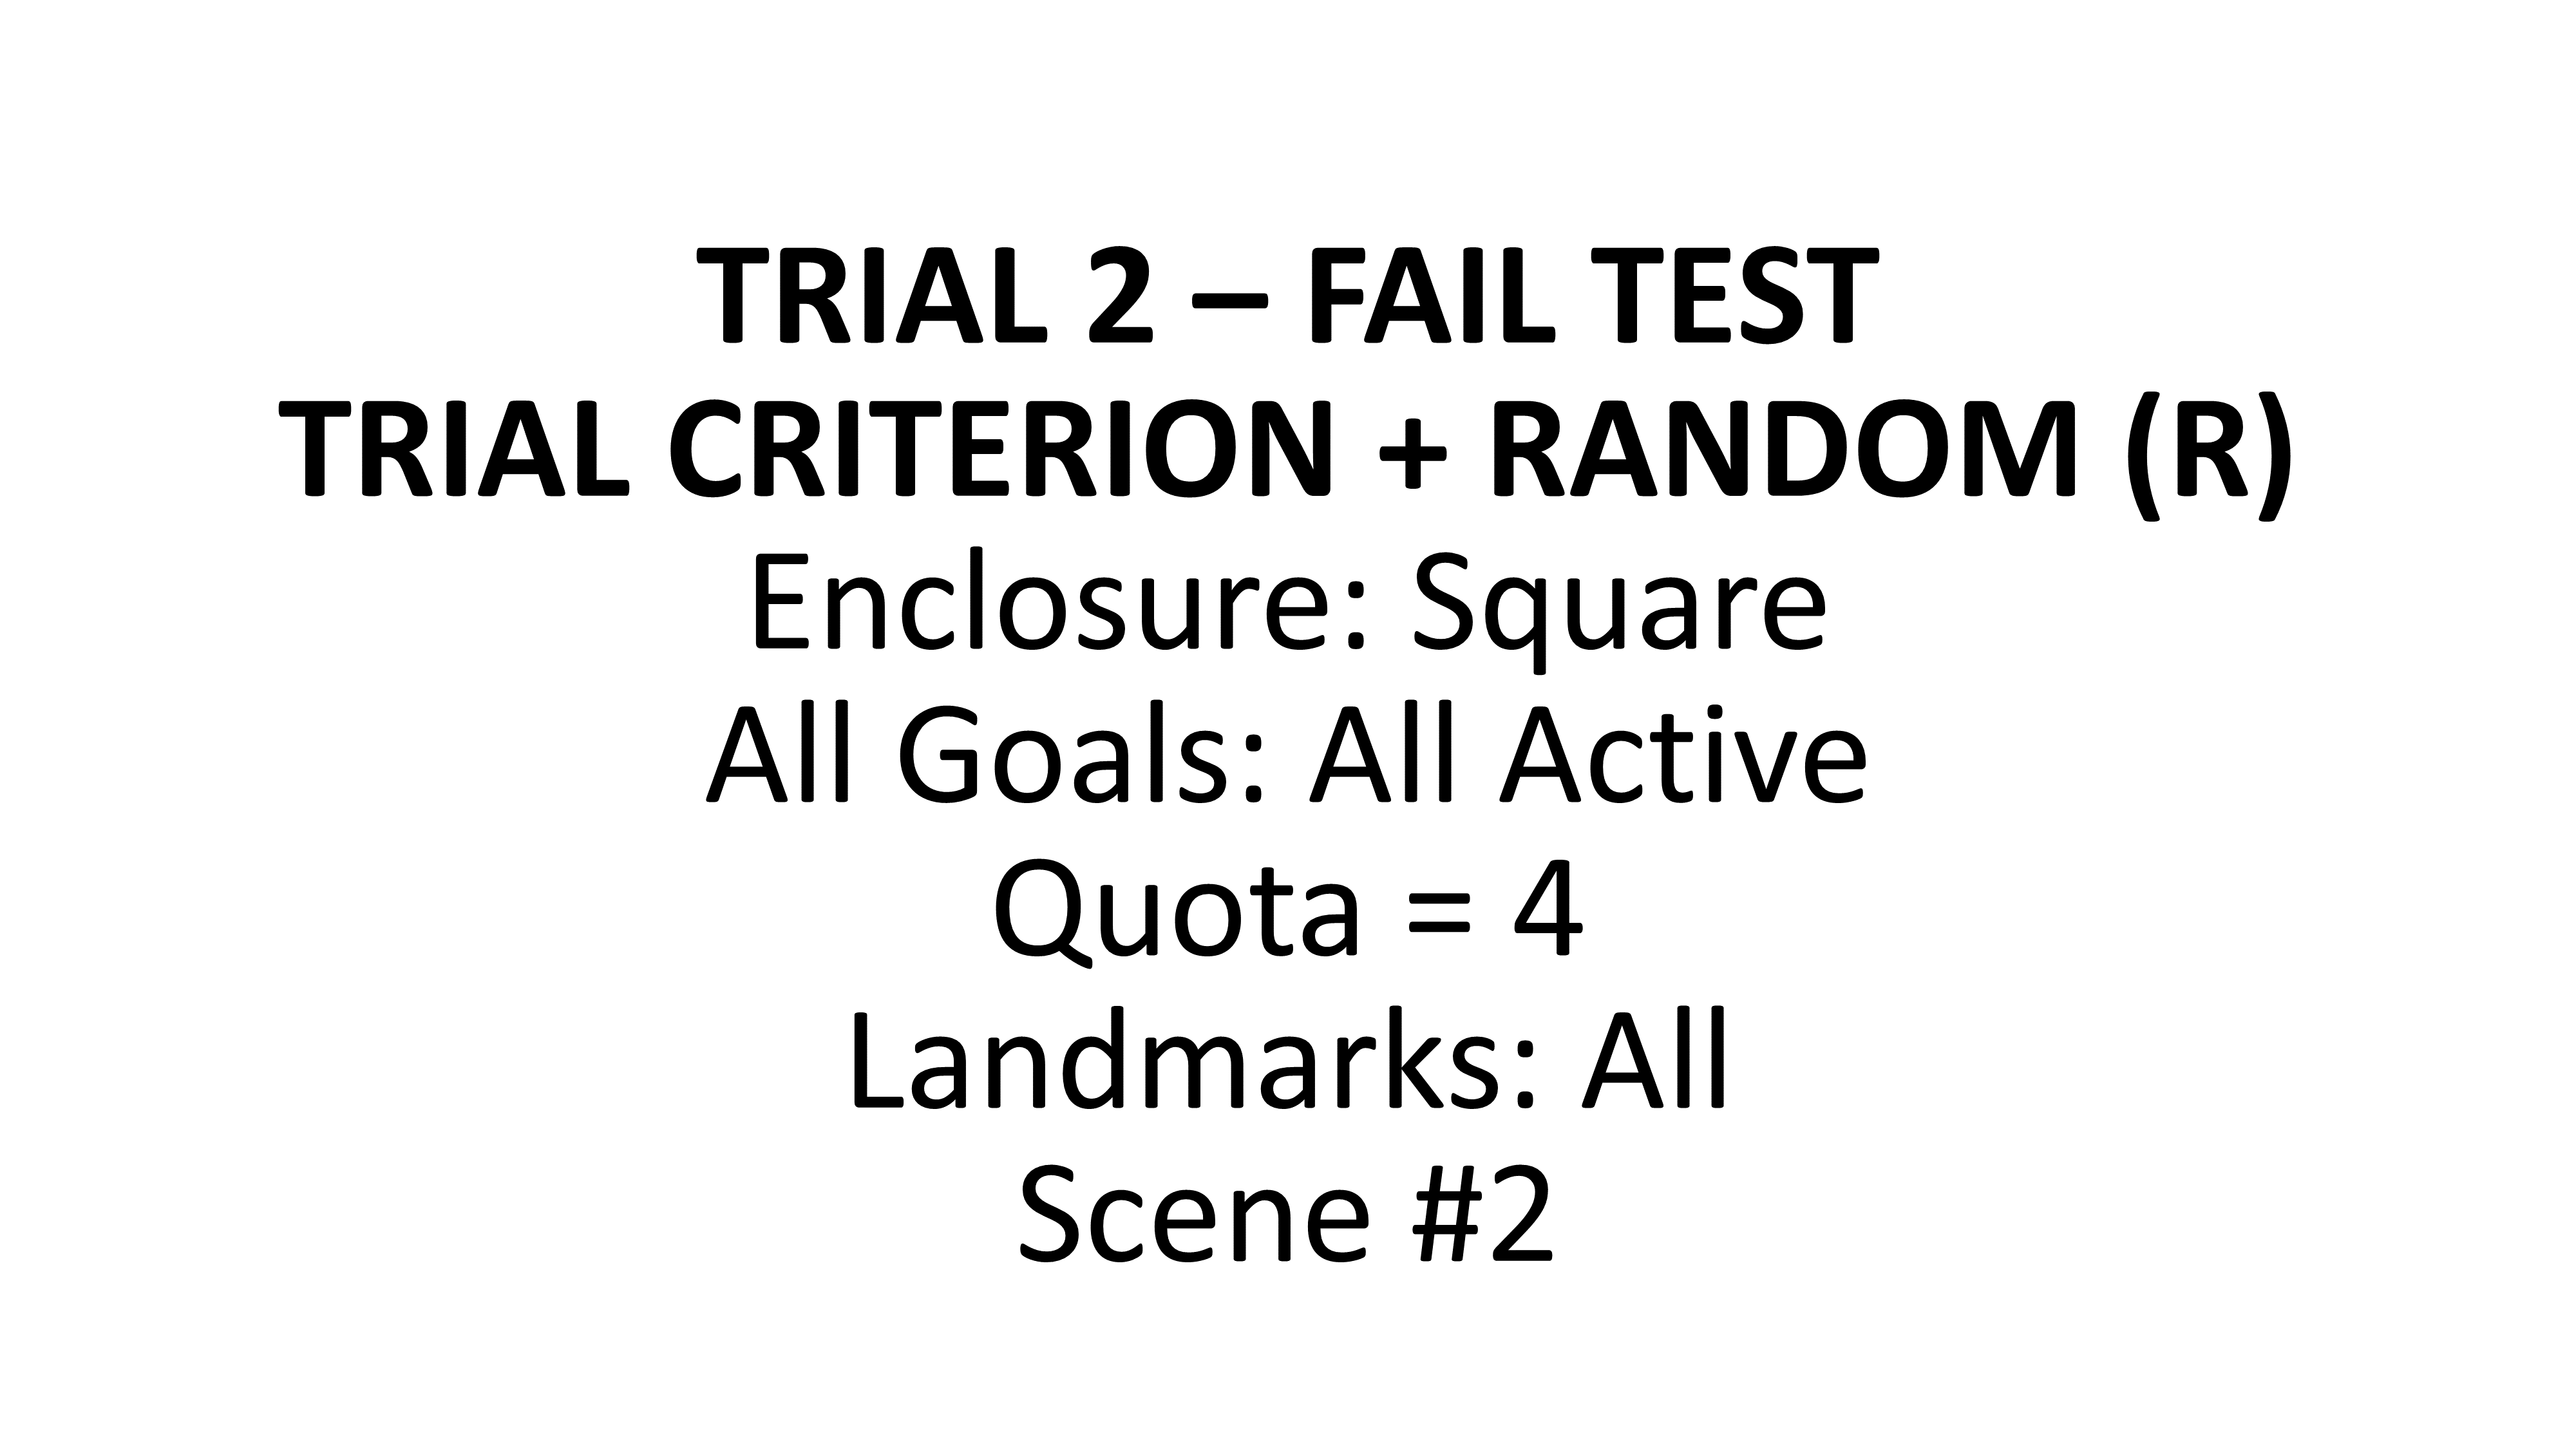 TRIAL 2 – FAIL TEST
TRIAL CRITERION + RANDOM (R)
Enclosure: Square
All Goals: All Active
Quota = 4
Landmarks: All
Scene #2